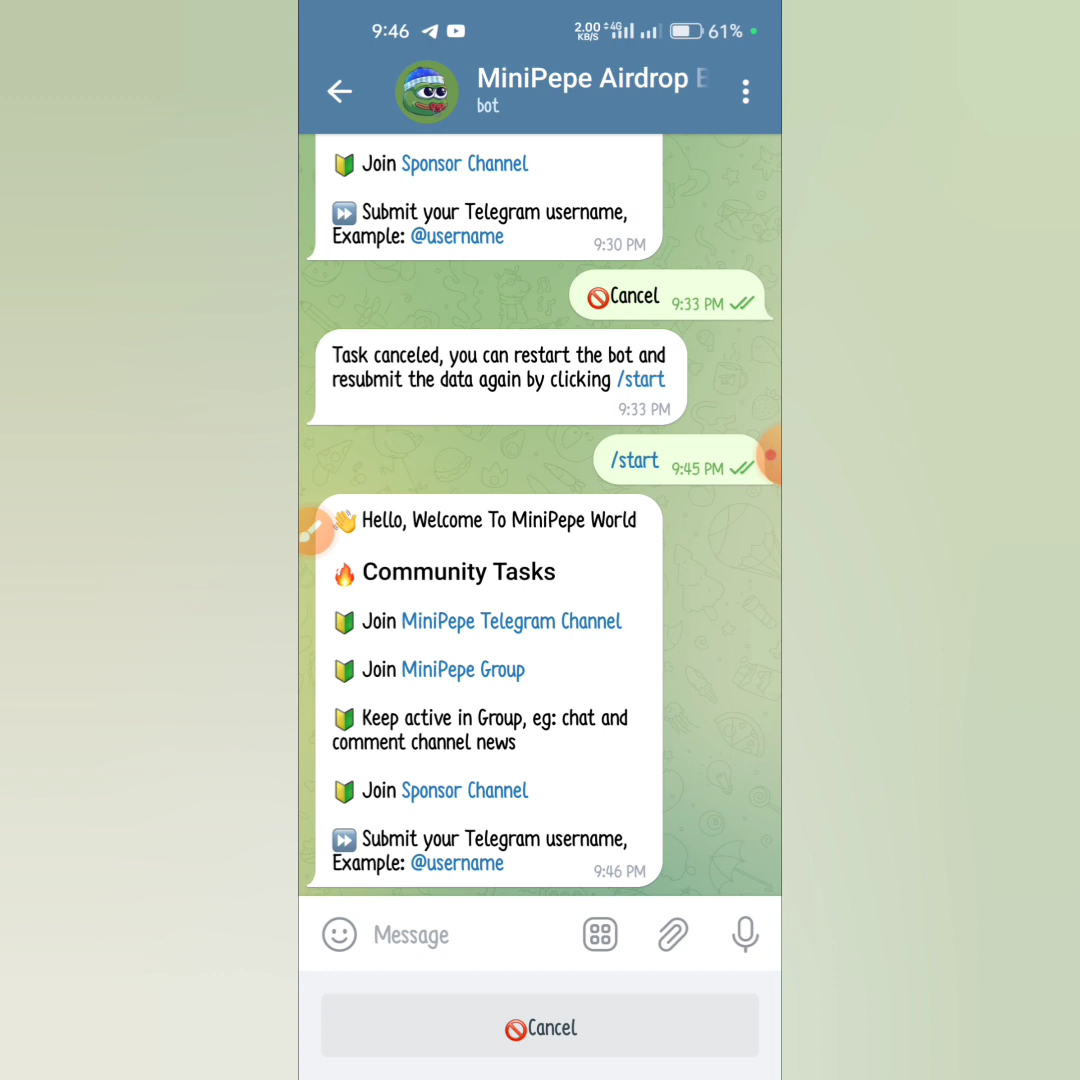 9:46
2.00 KB/S 4G 61%
MiniPepe Airdrop
bot
🔰 Join Sponsor Channel
⏩ Submit your Telegram username,
Example: @username
9:30 PM
🚫Cancel 9:33 PM
Task canceled, you can restart the bot and
resubmit the data again by clicking /start
9:33 PM
/start 9:45 PM
👋 Hello, Welcome To MiniPepe World
🔥 Community Tasks
🔰 Join MiniPepe Telegram Channel
🔰 Join MiniPepe Group
🔰 Keep active in Group, eg: chat and
comment channel news
🔰 Join Sponsor Channel
⏩ Submit your Telegram username,
Example: @username
9:46 PM
Message
🚫Cancel